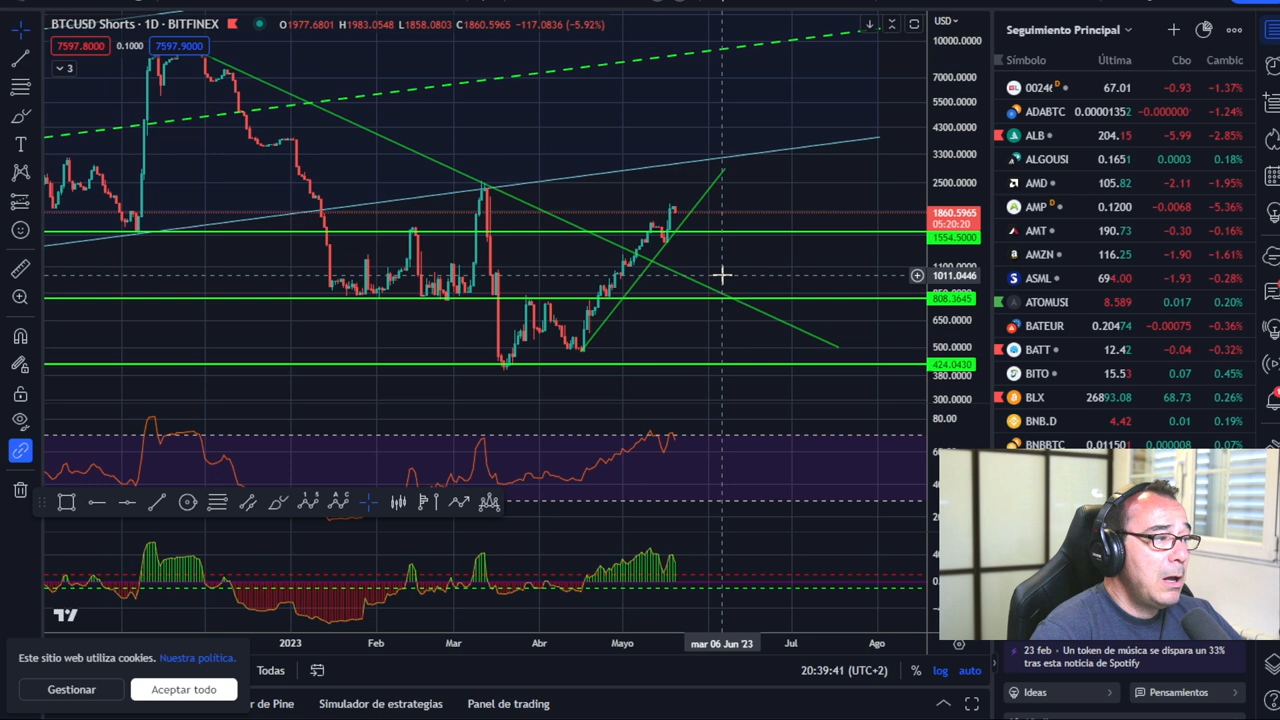 BTCUSD Shorts · 1D · BITFINEX O1977.6801 H1983.0548 L1858.0803 C1860.5965 -117.0836 (-5.92%)
7597.8000 0.1000 7597.9000
3
USD
10000.0000
7000.0000
5500.0000
4300.0000
3300.0000
2500.0000
1860.5965
05:20:20
1554.5000
1011.0446
808.3645
650.0000
500.0000
424.0430
380.0000
300.0000
80.00
2023 Feb Mar Abr Mayo mar 06 Jun '23 Jul Ago
Todas
20:39:41 (UTC+2) % log auto
r de Pine Simulador de estrategias Panel de trading
Este sitio web utiliza cookies. Nuestra política.
Gestionar Aceptar todo
Seguimiento Principal
Símbolo Última Cbo Cambic
0024 D 67.01 -0.93 -1.37%
ADABTC 0.00001352 -0.000000 -1.24%
ALB 204.15 -5.99 -2.85%
ALGOUSI 0.1651 0.0003 0.18%
AMD 105.82 -2.11 -1.95%
AMP D 0.1200 -0.0068 -5.36%
AMT 190.73 -0.30 -0.16%
AMZN 116.25 -1.90 -1.61%
ASML 694.00 -1.93 -0.28%
ATOMUSI 8.589 0.017 0.20%
BATEUR 0.20474 -0.00075 -0.36%
BATT 12.42 -0.04 -0.32%
BITO 15.53 0.07 0.45%
BLX 26893.08 68.73 0.26%
BNB.D 4.42 0.01 0.19%
BNBBTC 0.01150 0.000008 0.07%
23 feb • Un token de música se dispara un 33%
tras esta noticia de Spotify
Ideas Pensamientos